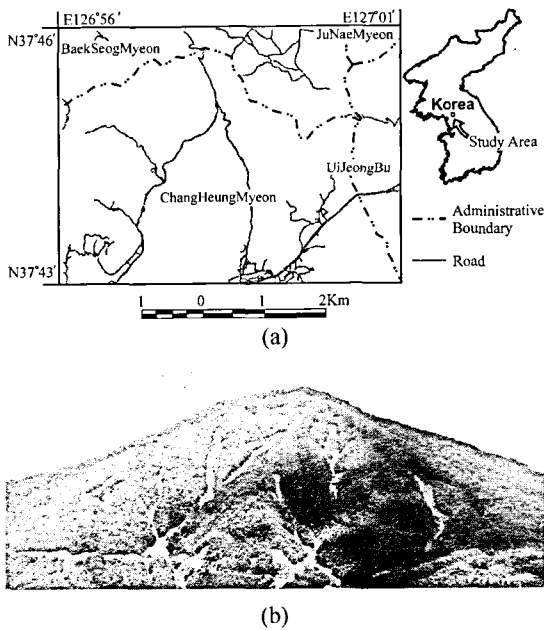 E126°56' E127°01'
N37°46'
BaekSeogMyeon JuNaeMyeon
Korea
Study Area
UiJeongBu
ChangHeungMyeon
Administrative
Boundary
Road
N37°43'
1 0 1 2Km
(a)
(b)